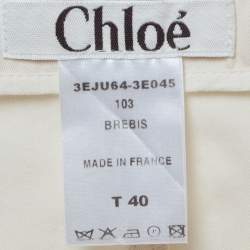 Chloé
3EJU64-3E045
103
BREBIS
MADE IN FRANCE
T 40